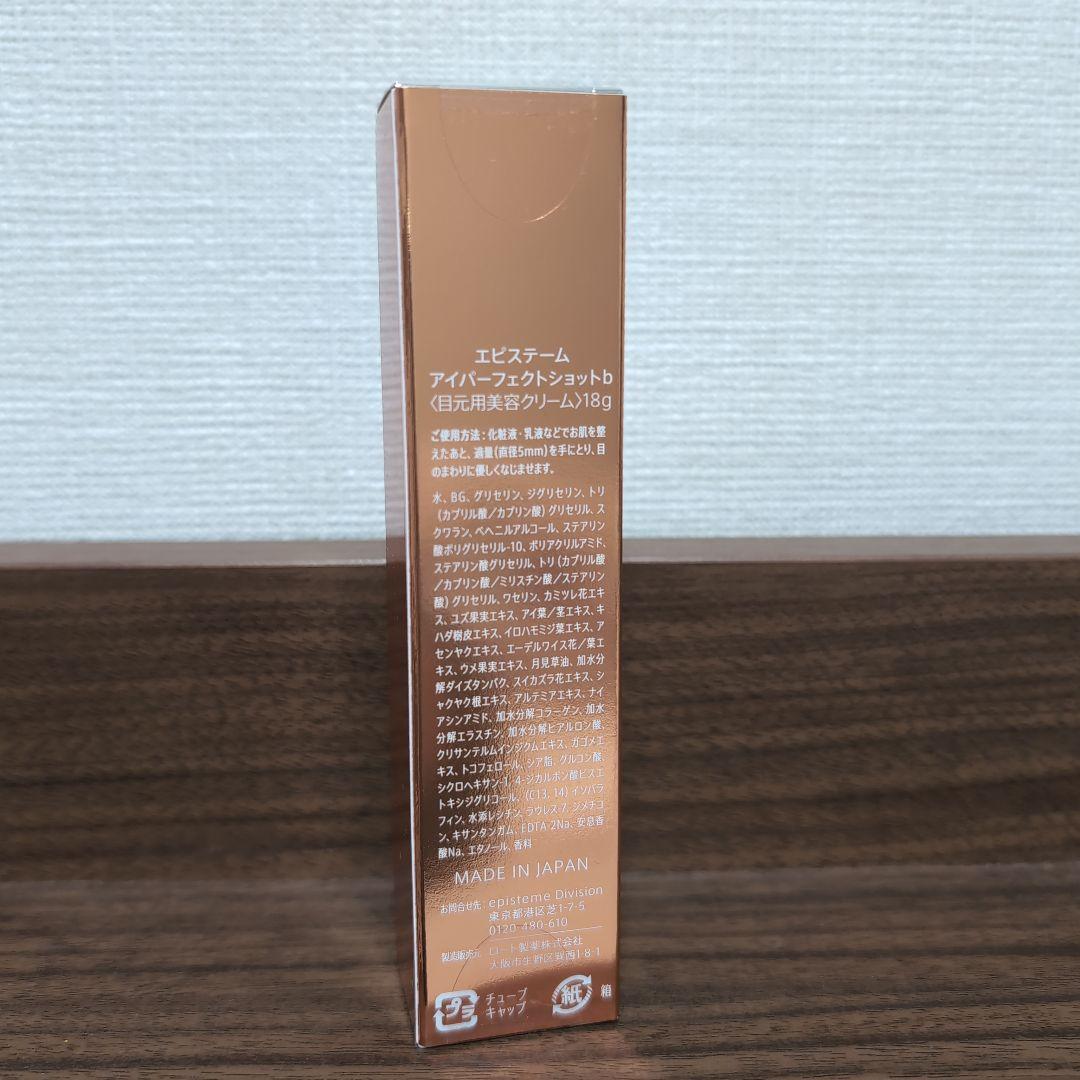 エピステーム
アイパーフェクトショットb
〈目元用美容クリーム〉18g
ご使用方法：化粧液・乳液などでお肌を整
えたあと、適量(直径5mm)を手にとり、目
のまわりに優しくなじませます。
水、BG、グリセリン、ジグリセリン、トリ
(カプリル酸/カプリン酸)グリセリル、ス
クワラン、ベヘニルアルコール、ステアリン
酸ポリグリセリル-10、ポリアクリルアミド、
ステアリン酸グリセリル、トリ(カプリル酸
/カプリン酸/ミリスチン酸/ステアリン
酸)グリセリル、ワセリン、カミツレ花エキ
ス、ユズ果実エキス、アイ葉/茎エキス、キ
ハダ樹皮エキス、イロハモミジ葉エキス、ア
センヤクエキス、エーデルワイス花/葉エ
キス、ウメ果実エキス、月見草油、加水分
解ダイズタンパク、スイカズラ花エキス、シ
ャクヤク根エキス、アルテミアエキス、ナイ
アシンアミド、加水分解コラーゲン、加水
分解エラスチン、加水分解ヒアルロン酸、
クリサンテルムインジクムエキス、ガゴメエ
キス、トコフェロール、シア脂、グルコン酸、
シクロヘキサン-1,4-ジカルボン酸ビスエ
トキシジグリコール、(C13,14)イソパラ
フィン、水添レシチン、ラウレス-7、ジメチコ
ン、キサンタンガム、EDTA-2Na、安息香
酸Na、エタノール、香料
MADE IN JAPAN
お問合せ先：episteme Division
東京都港区芝1-7-5
0120-480-610
製造販売元 ロート製薬株式会社
大阪市生野区巽西1-8-1
プラ チューブ
キャップ
紙 箱